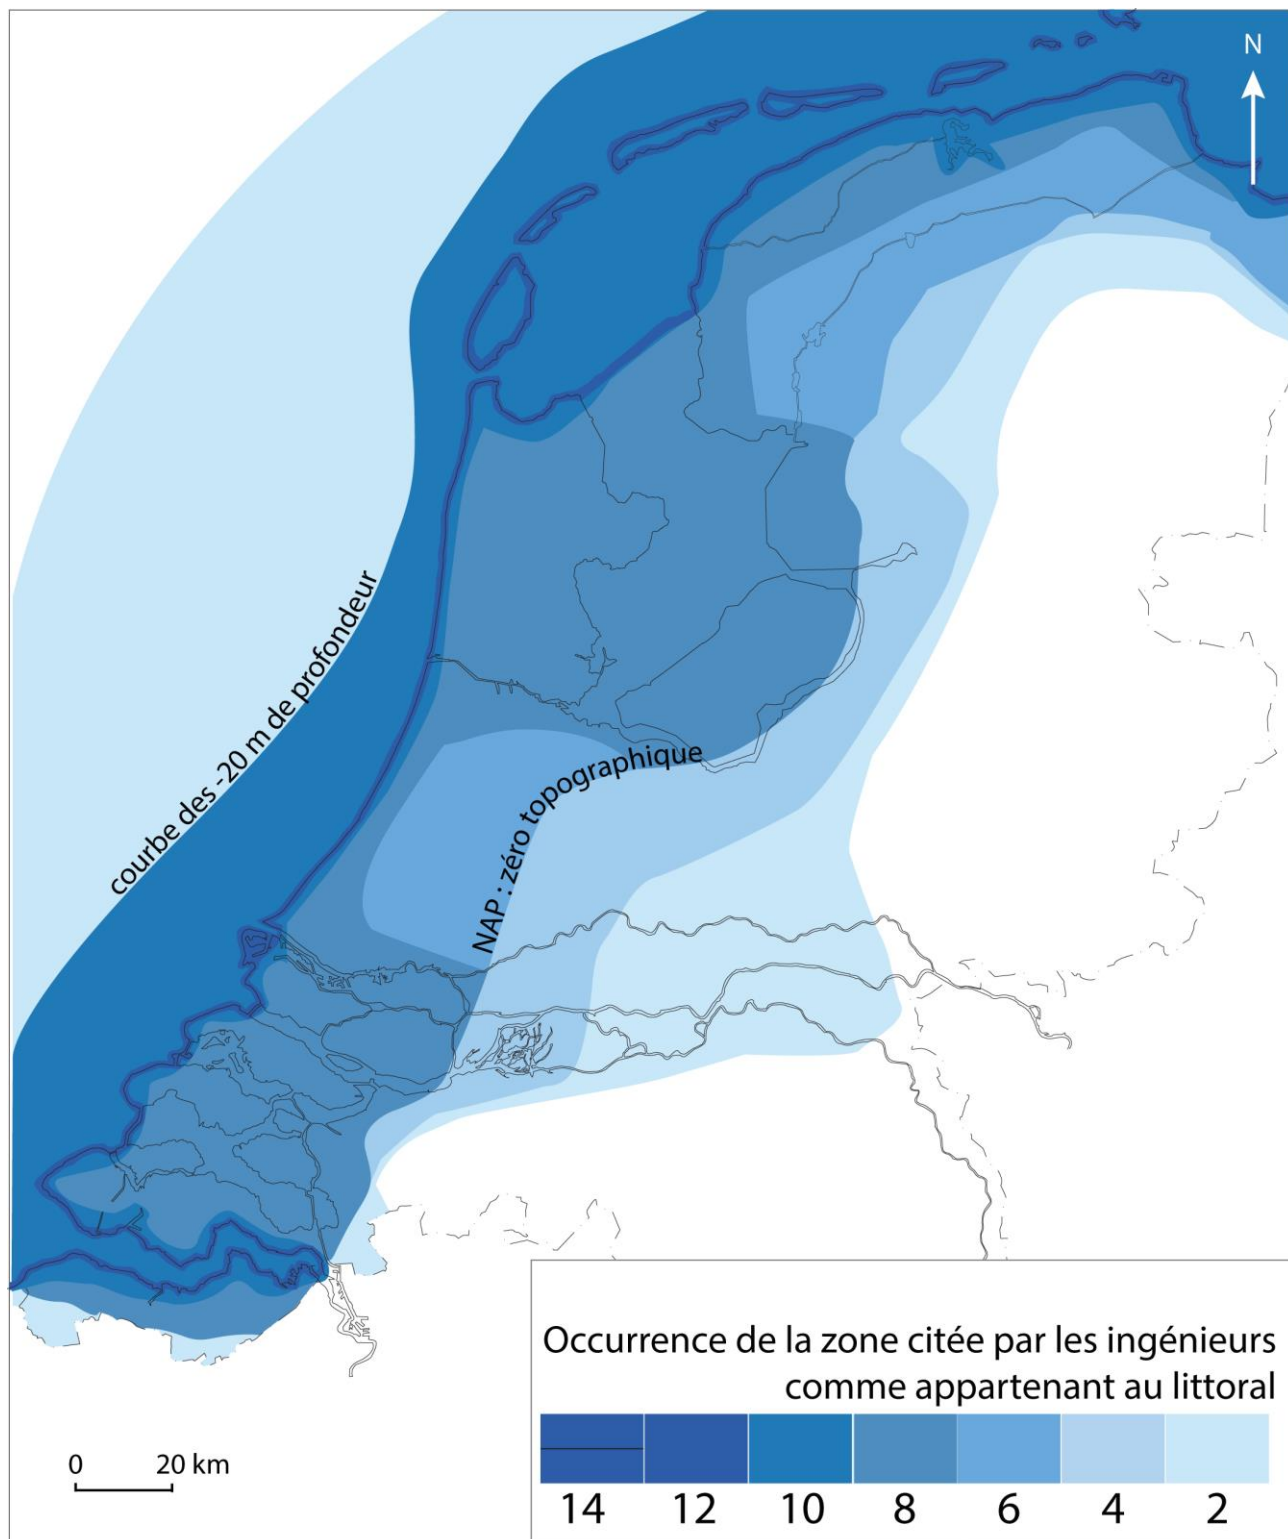 N
courbe des -20 m de profondeur
NAP : zéro topographique
Occurrence de la zone citée par les ingénieurs
comme appartenant au littoral
0 20 km
14 12 10 8 6 4 2